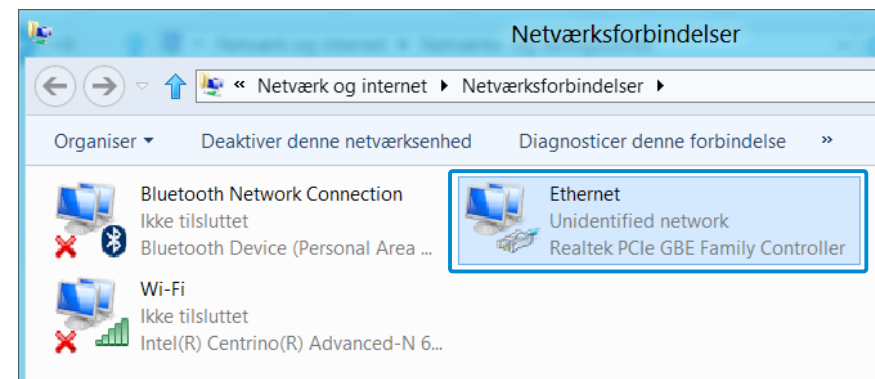 Netværksforbindelser
« Netværk og internet Netværksforbindelser
Organiser Deaktiver denne netværksenhed Diagnosticer denne forbindelse »
Bluetooth Network Connection
Ikke tilsluttet
Bluetooth Device (Personal Area ...
Ethernet
Unidentified network
Realtek PCIe GBE Family Controller
Wi-Fi
Ikke tilsluttet
Intel(R) Centrino(R) Advanced-N 6...